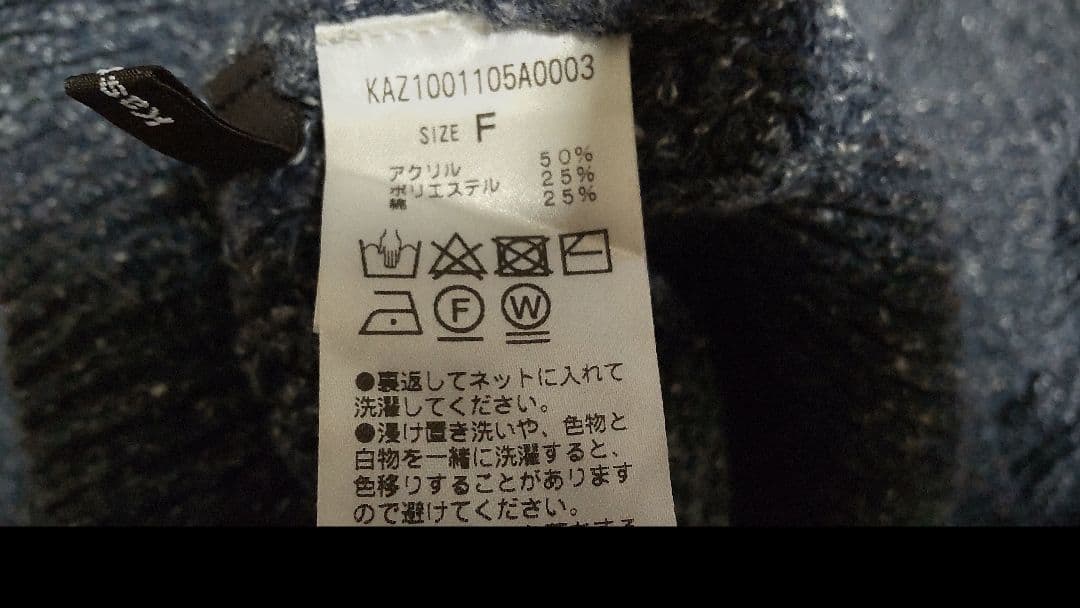 KAZ1001105A0003
SIZE F
アクリル 50%
ポリエステル 25%
綿 25%
F W
●裏返してネットに入れて
洗濯してください。
●浸け置き洗いや、色物と
白物を一緒に洗濯すると、
色移りすることがあります
ので避けてください。